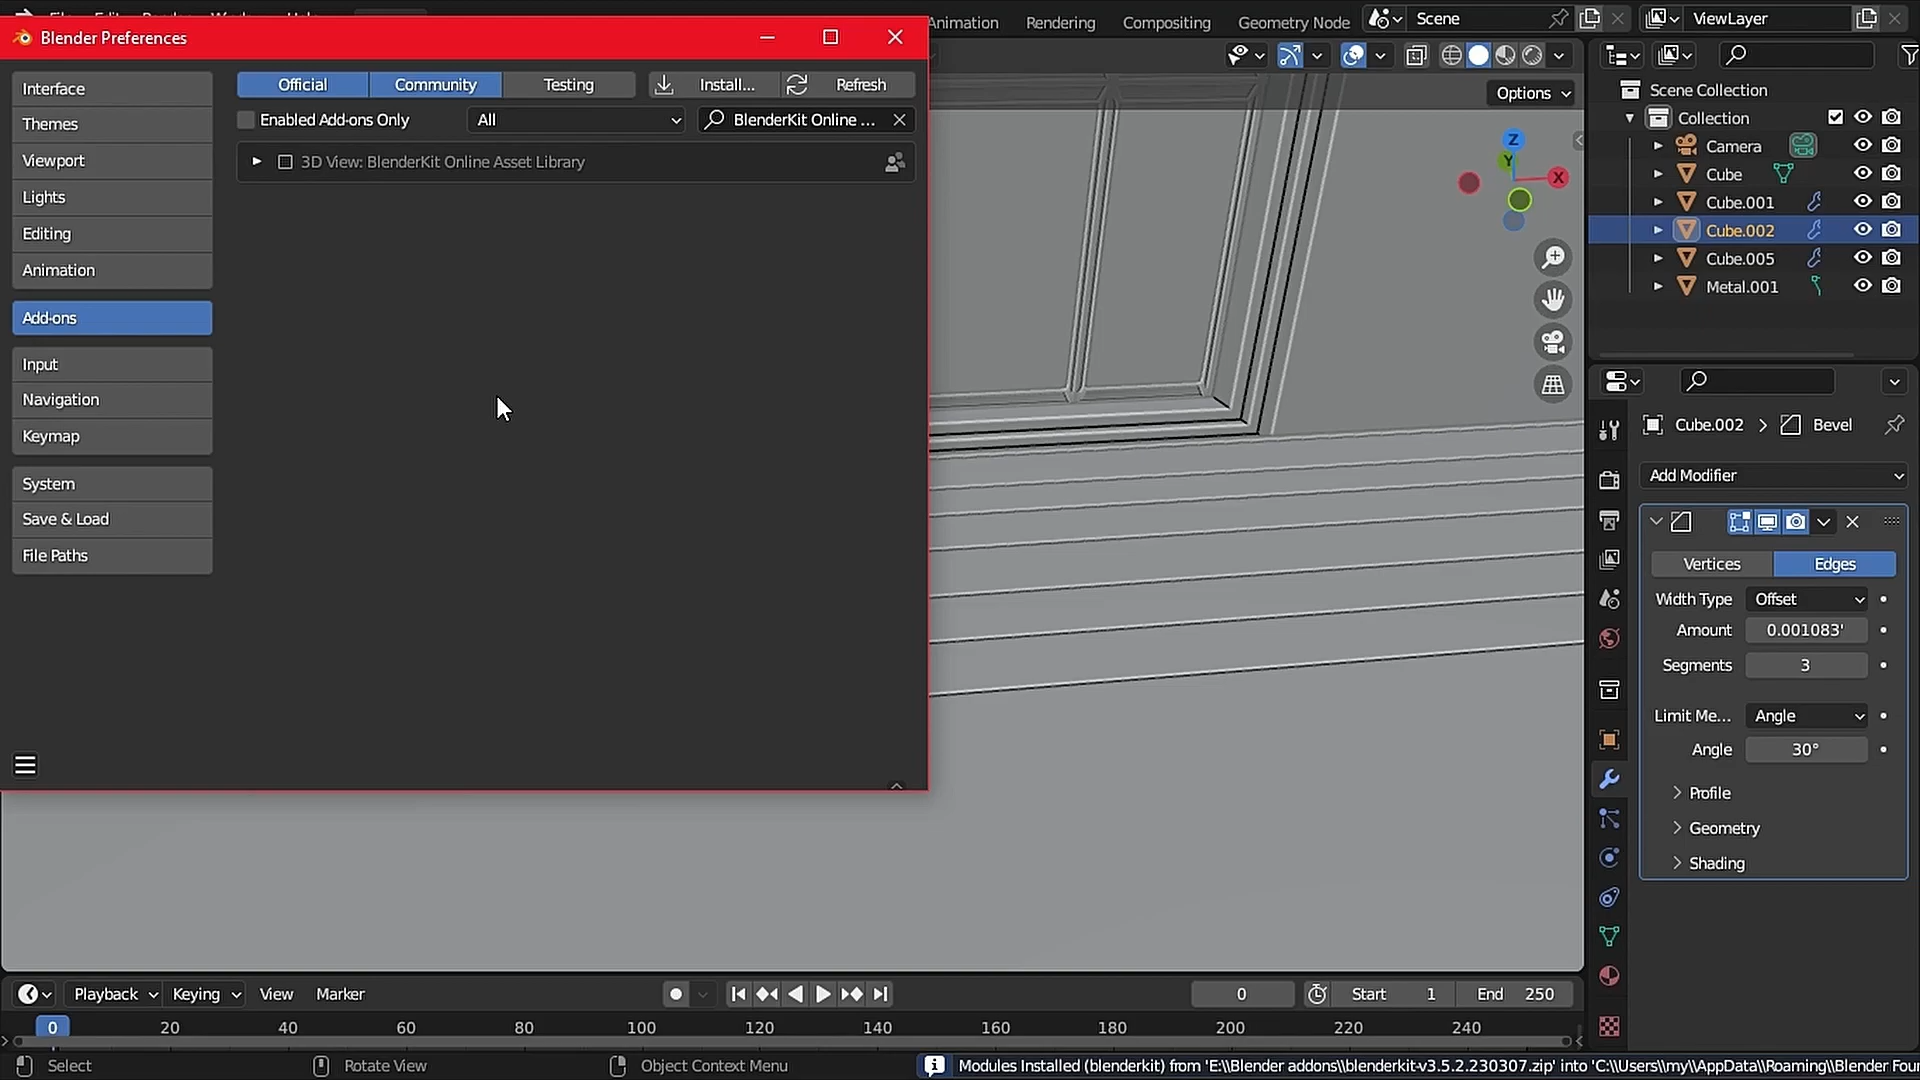 Animation
Rendering
Compositing
Geometry Node
Scene
ViewLayer
Blender Preferences
Interface
Themes
Viewport
Lights
Editing
Animation
Add-ons
Input
Navigation
Keymap
System
Save & Load
File Paths
Official
Community
Testing
Install...
Refresh
Enabled Add-ons Only
All
BlenderKit Online ...
3D View: BlenderKit Online Asset Library
Options
Z
Y
X
Scene Collection
Collection
Camera
Cube
Cube.001
Cube.002
Cube.005
Metal.001
Cube.002 > Bevel
Add Modifier
Vertices
Edges
Width Type
Offset
Amount
0.001083'
Segments
3
Limit Me...
Angle
Angle
30°
Profile
Geometry
Shading
Playback
Keying
View
Marker
0
Start 1
End 250
0 20 40 60 80 100 120 140 160 180 200 220 240
Select
Rotate View
Object Context Menu
Modules Installed (blenderkit) from 'E:\\Blender addons\\blenderkit-v3.5.2.230307.zip' into 'C:\\Users\\my\\AppData\\Roaming\\Blender Fou